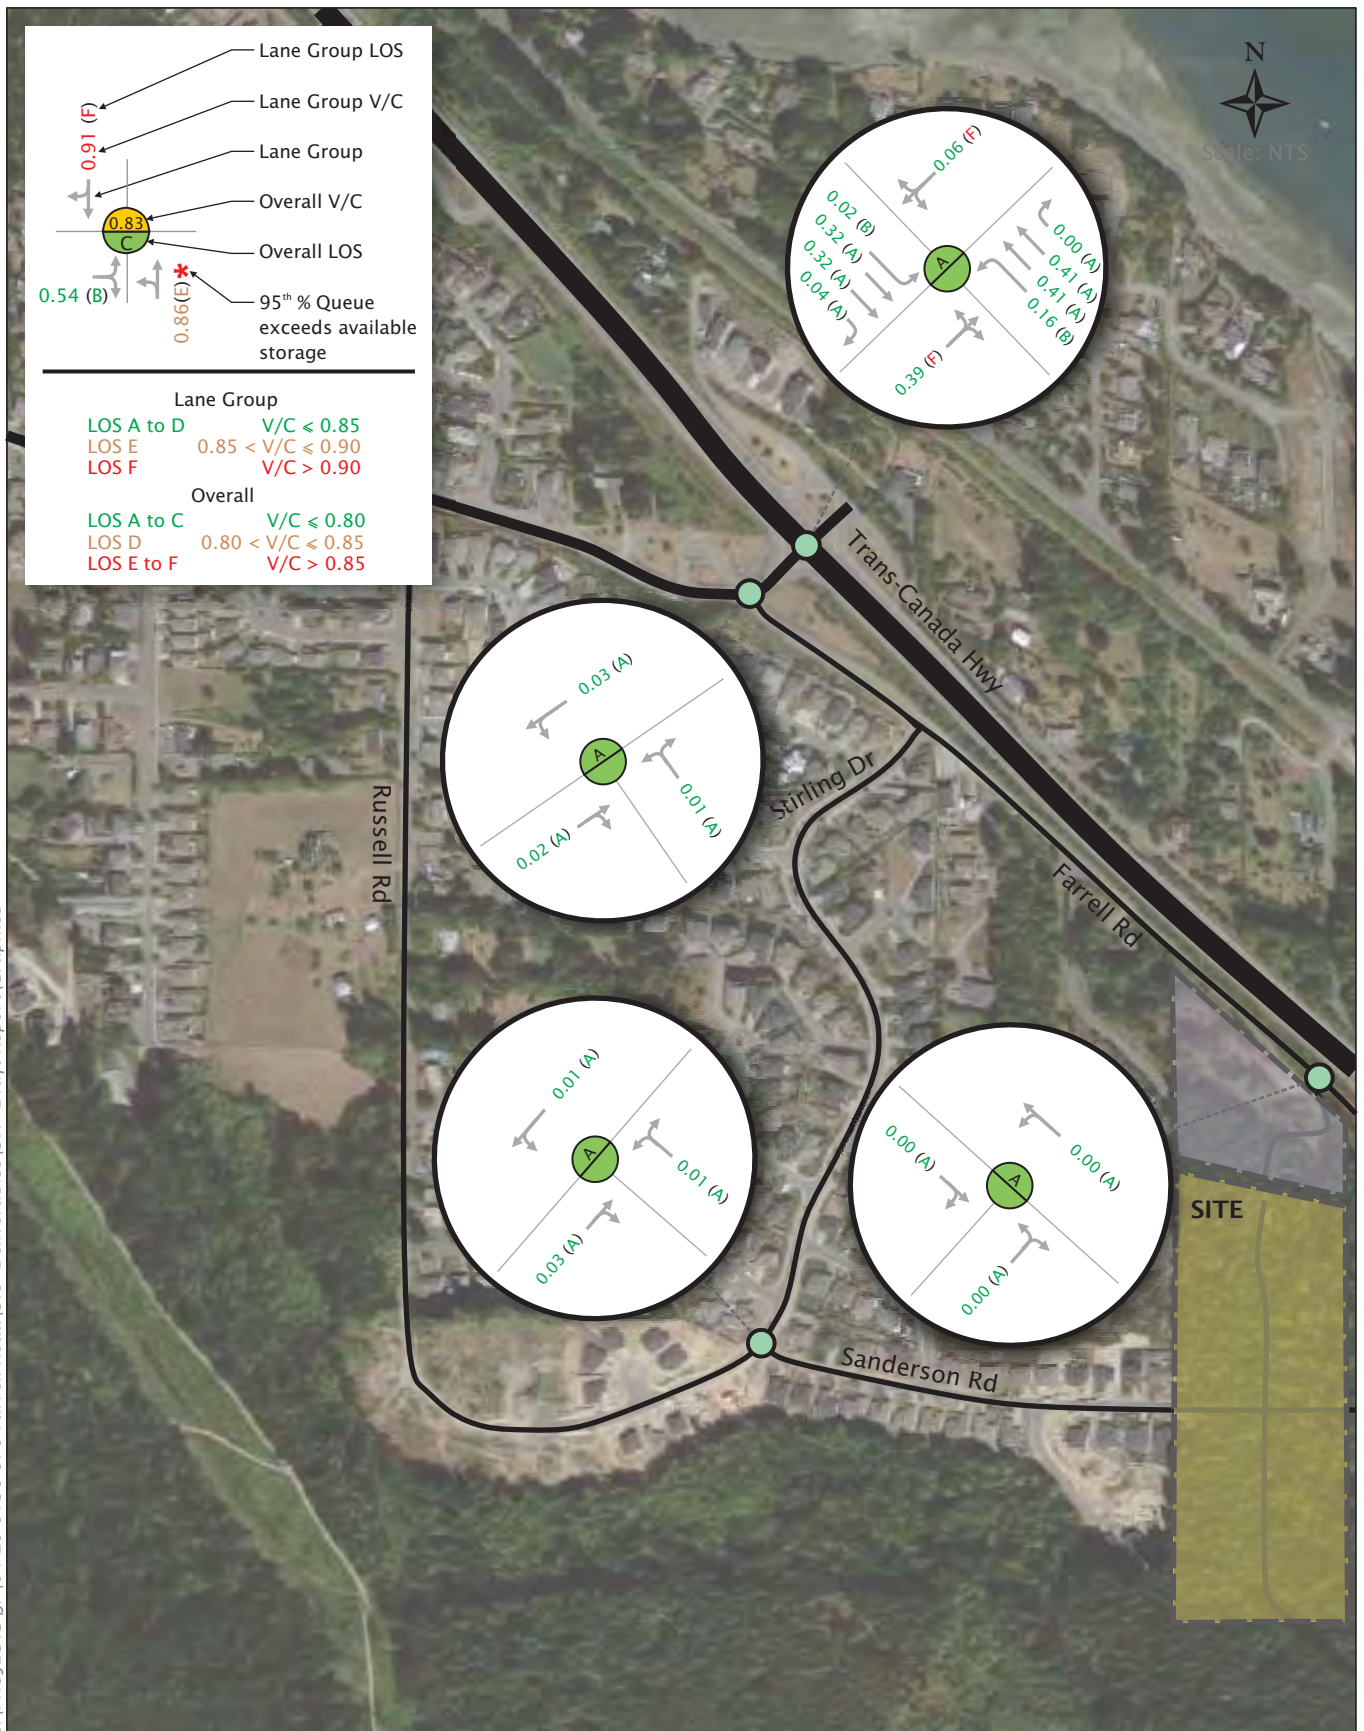 Lane Group LOS
Lane Group V/C
Lane Group
Overall V/C
Overall LOS
95th % Queue
exceeds available
storage
0.91 (F)
0.83
C
0.54 (B)
0.86(E) *
Lane Group
LOS A to D V/C ⩽ 0.85
LOS E 0.85 < V/C ⩽ 0.90
LOS F V/C > 0.90
Overall
LOS A to C V/C ⩽ 0.80
LOS D 0.80 < V/C ⩽ 0.85
LOS E to F V/C > 0.85
N
Scale: NTS
0.06 (F)
0.02 (B)
0.32 (A)
0.32 (A)
0.04 (A)
A
0.00 (A)
0.41 (A)
0.41 (A)
0.16 (B)
0.39 (F)
Trans-Canada Hwy
0.03 (A)
A
0.01 (A)
0.02 (A)
Stirling Dr
Russell Rd
Farrell Rd
0.01 (A)
A
0.01 (A)
0.03 (A)
0.00 (A)
0.00 (A)
A
0.00 (A)
SITE
Sanderson Rd